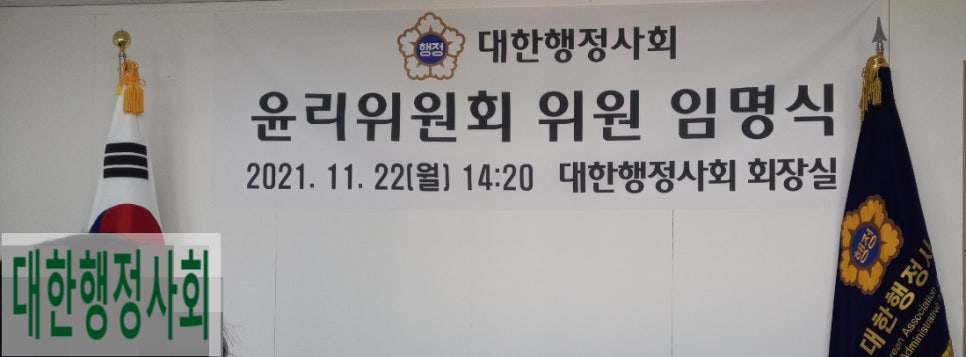 행정 대한행정사회
윤리위원회 위원 임명식
2021. 11. 22(월) 14:20 대한행정사회 회장실
행정
대한행정사
Association
dministrative
대한행정사회